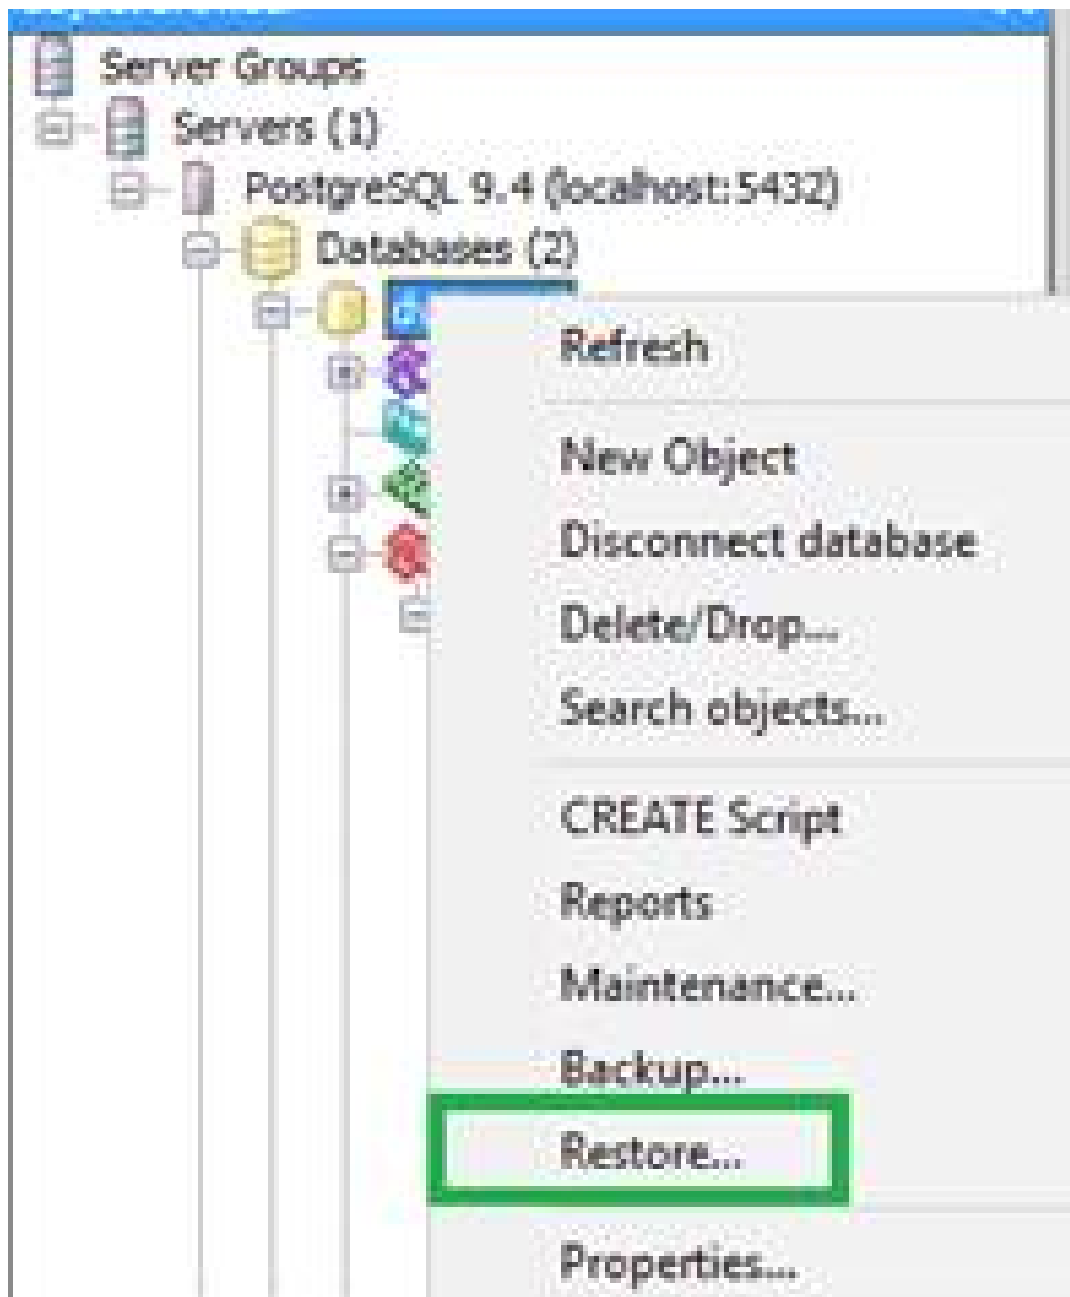 Server Groups
Servers (1)
PostgreSQL 9.4 (localhost:5432)
Databases (2)
Refresh
New Object
Disconnect database
Delete/Drop...
Search objects...
CREATE Script
Reports
Maintenance...
Backup...
Restore...
Properties...